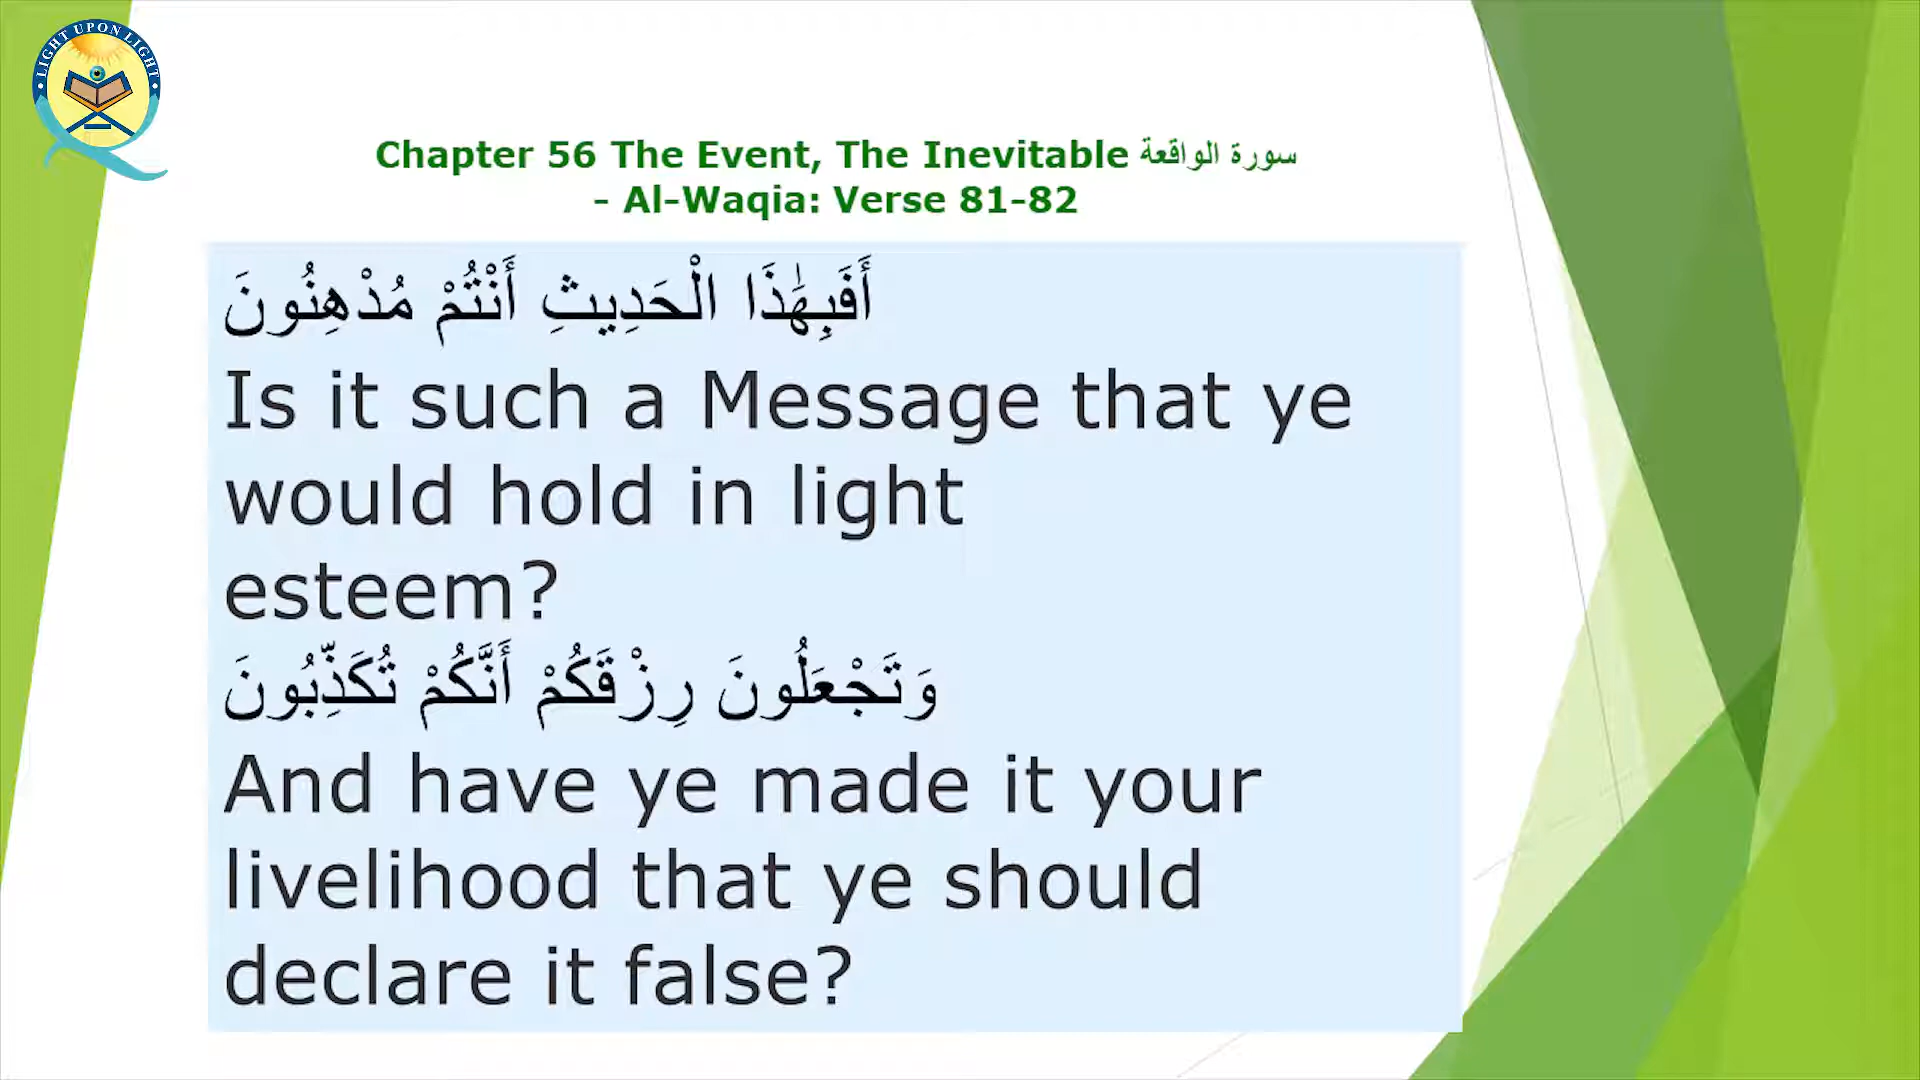 LIGHT UPON LIGHT
Chapter 56 The Event, The Inevitable سورة الواقعة
- Al-Waqia: Verse 81-82
أَفَبِهَٰذَا الْحَدِيثِ أَنْتُمْ مُدْهِنُونَ
Is it such a Message that ye
would hold in light
esteem?
وَتَجْعَلُونَ رِزْقَكُمْ أَنَّكُمْ تُكَذِّبُونَ
And have ye made it your
livelihood that ye should
declare it false?